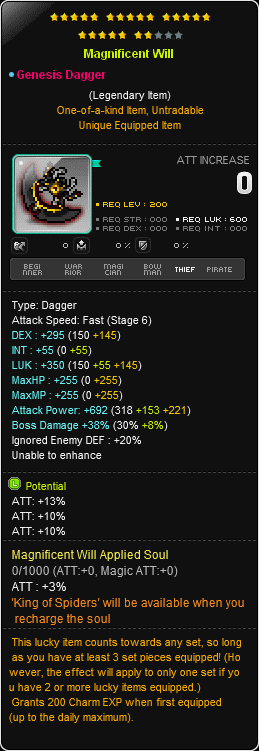 Magnificent Will
Genesis Dagger
(Legendary Item)
One-of-a-kind Item, Untradable
Unique Equipped Item
ATT INCREASE
0
REQ LEV : 200
REQ STR : 000 REQ LUK : 600
REQ DEX : 000 REQ INT : 000
0 0 % 0 %
BEGINNER WARRIOR MAGICIAN BOWMAN THIEF PIRATE
Type: Dagger
Attack Speed: Fast (Stage 6)
DEX : +295 (150 +145)
INT : +55 (0 +55)
LUK : +350 (150 +55 +145)
MaxHP : +255 (0 +255)
MaxMP : +255 (0 +255)
Attack Power: +692 (318 +153 +221)
Boss Damage +38% (30% +8%)
Ignored Enemy DEF : +20%
Unable to enhance
L Potential
ATT: +13%
ATT: +10%
ATT: +10%
Magnificent Will Applied Soul
0/1000 (ATT:+0, Magic ATT:+0)
ATT : +3%
'King of Spiders' will be available when you
recharge the soul
This lucky item counts towards any set, so long
as you have at least 3 set pieces equipped! (Ho
wever, the effect will apply to only one set if yo
u have 2 or more lucky items equipped.)
Grants 200 Charm EXP when first equipped
(up to the daily maximum).